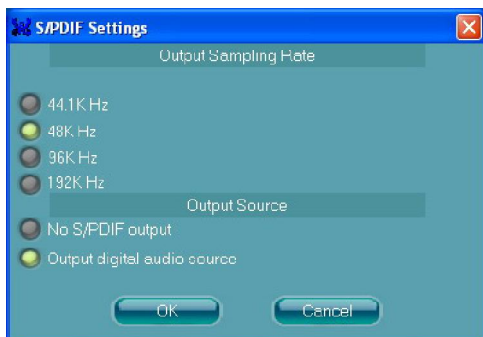 S/PDIF Settings
Output Sampling Rate
44.1K Hz
48K Hz
96K Hz
192K Hz
Output Source
No S/PDIF output
Output digital audio source
OK
Cancel